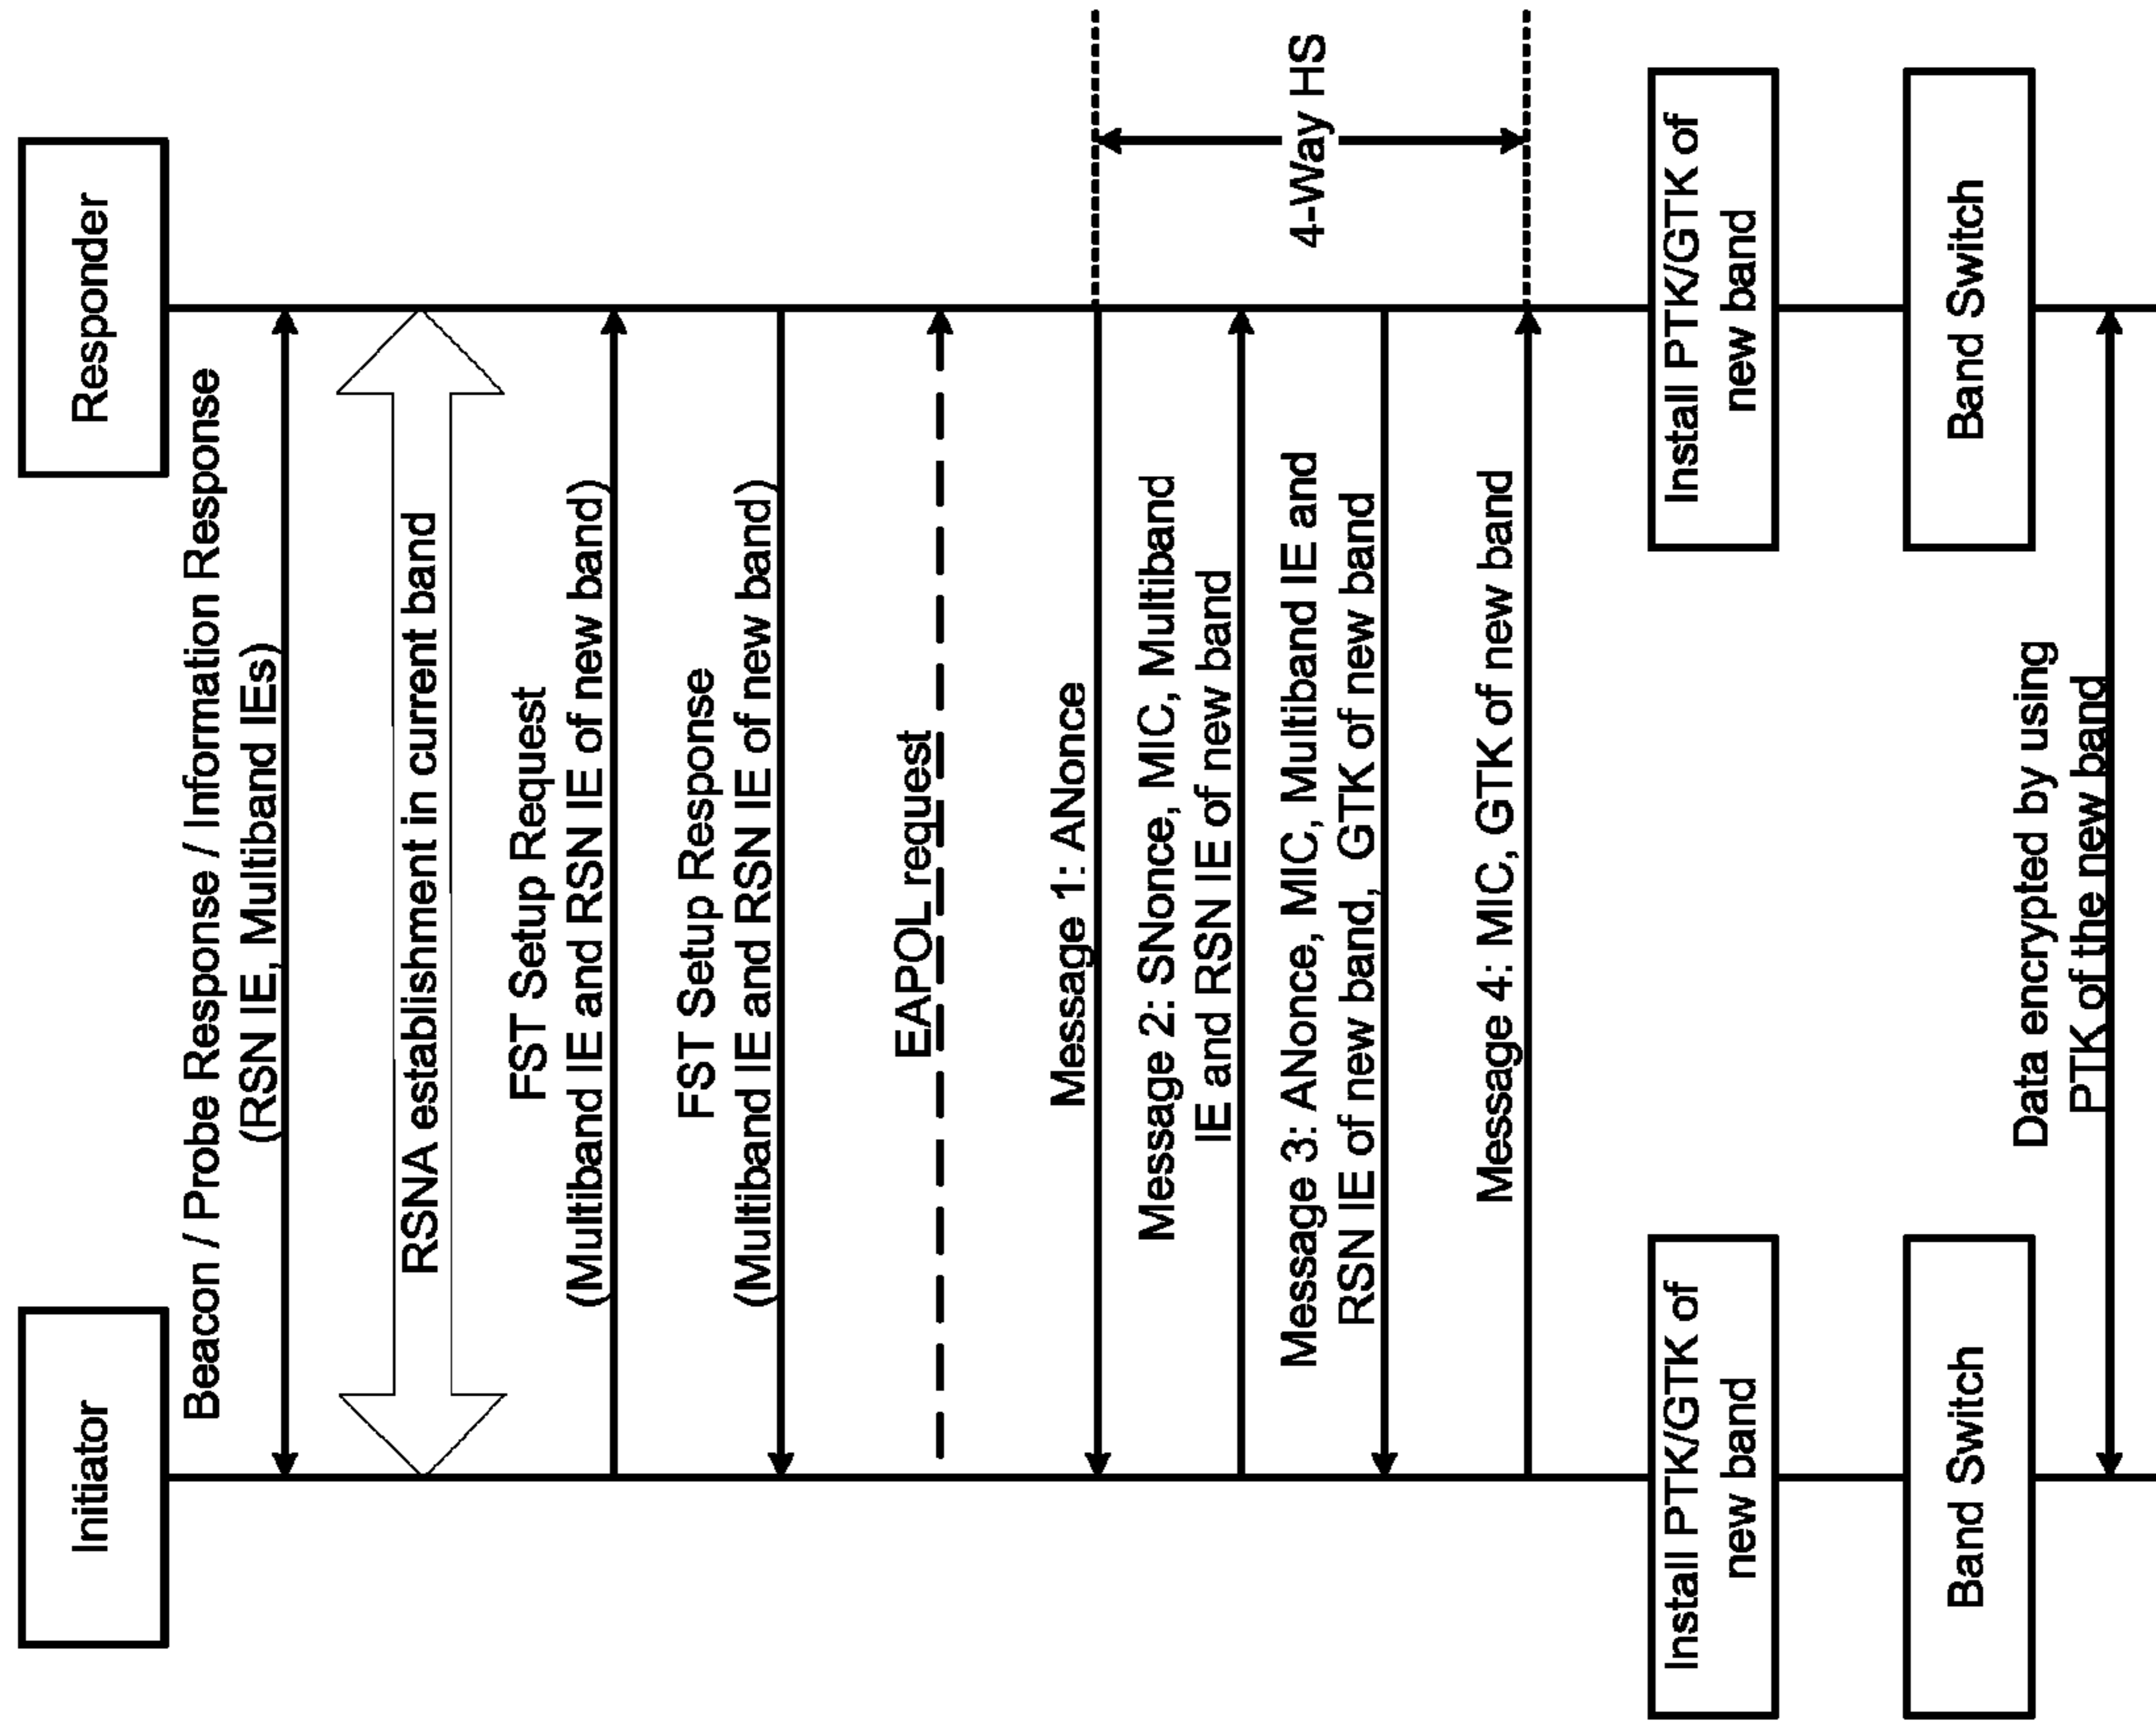 Initiator
Responder
Beacon / Probe Response / Information Response
(RSN IE, Multiband IEs)
RSNA establishment in current band
FST Setup Request
(Multiband IE and RSN IE of new band)
FST Setup Response
(Multiband IE and RSN IE of new band)
EAPOL request
Message 1: ANonce
Message 2: SNonce, MIC, Multiband
IE and RSN IE of new band
Message 3: ANonce, MIC, Multiband IE and
RSN IE of new band, GTK of new band
Message 4: MIC, GTK of new band
4-Way HS
Install PTK/GTK of
new band
Install PTK/GTK of
new band
Band Switch
Band Switch
Data encrypted by using
PTK of the new band